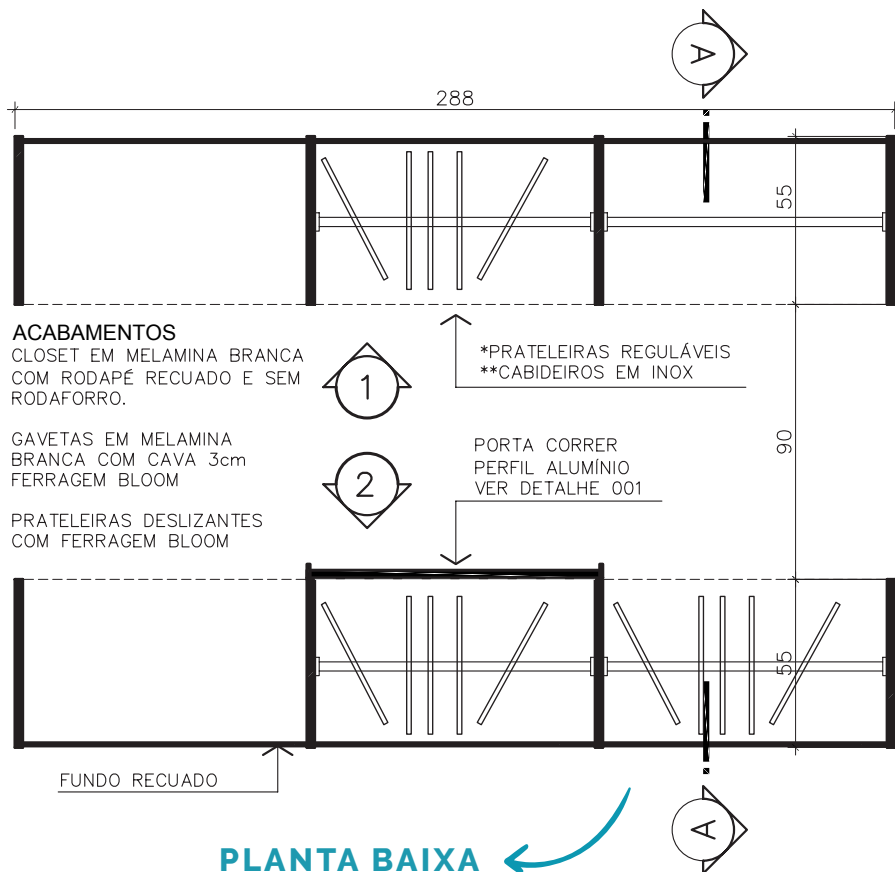 A
288
55
ACABAMENTOS
CLOSET EM MELAMINA BRANCA
COM RODAPÉ RECUADO E SEM
RODAFORRO.
GAVETAS EM MELAMINA
BRANCA COM CAVA 3cm
FERRAGEM BLOOM
PRATELEIRAS DESLIZANTES
COM FERRAGEM BLOOM
1
2
*PRATELEIRAS REGULÁVEIS
**CABIDEIROS EM INOX
PORTA CORRER
PERFIL ALUMÍNIO
VER DETALHE 001
90
55
FUNDO RECUADO
A
PLANTA BAIXA